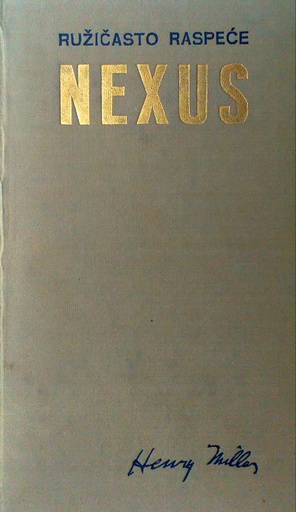 RUŽIČASTO RASPEĆE
NEXUS
Henry Miller